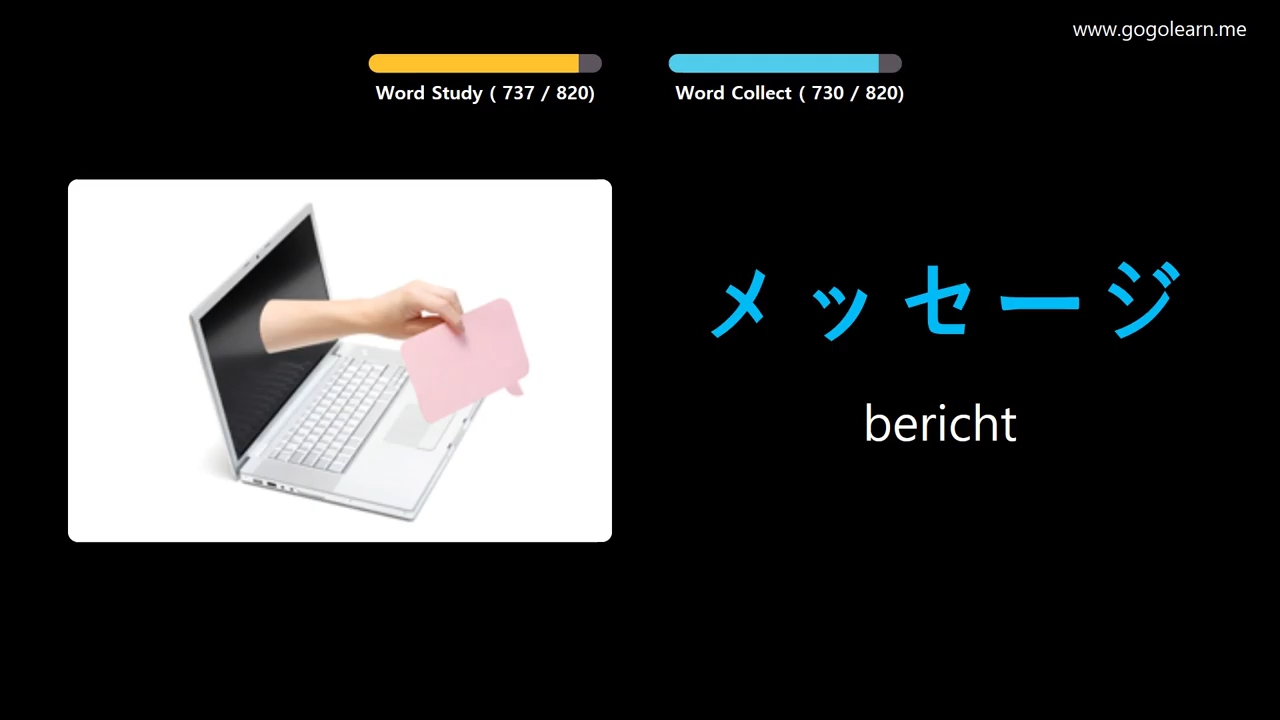 www.gogolearn.me
Word Study ( 737 / 820)
Word Collect ( 730 / 820)
メッセージ
bericht